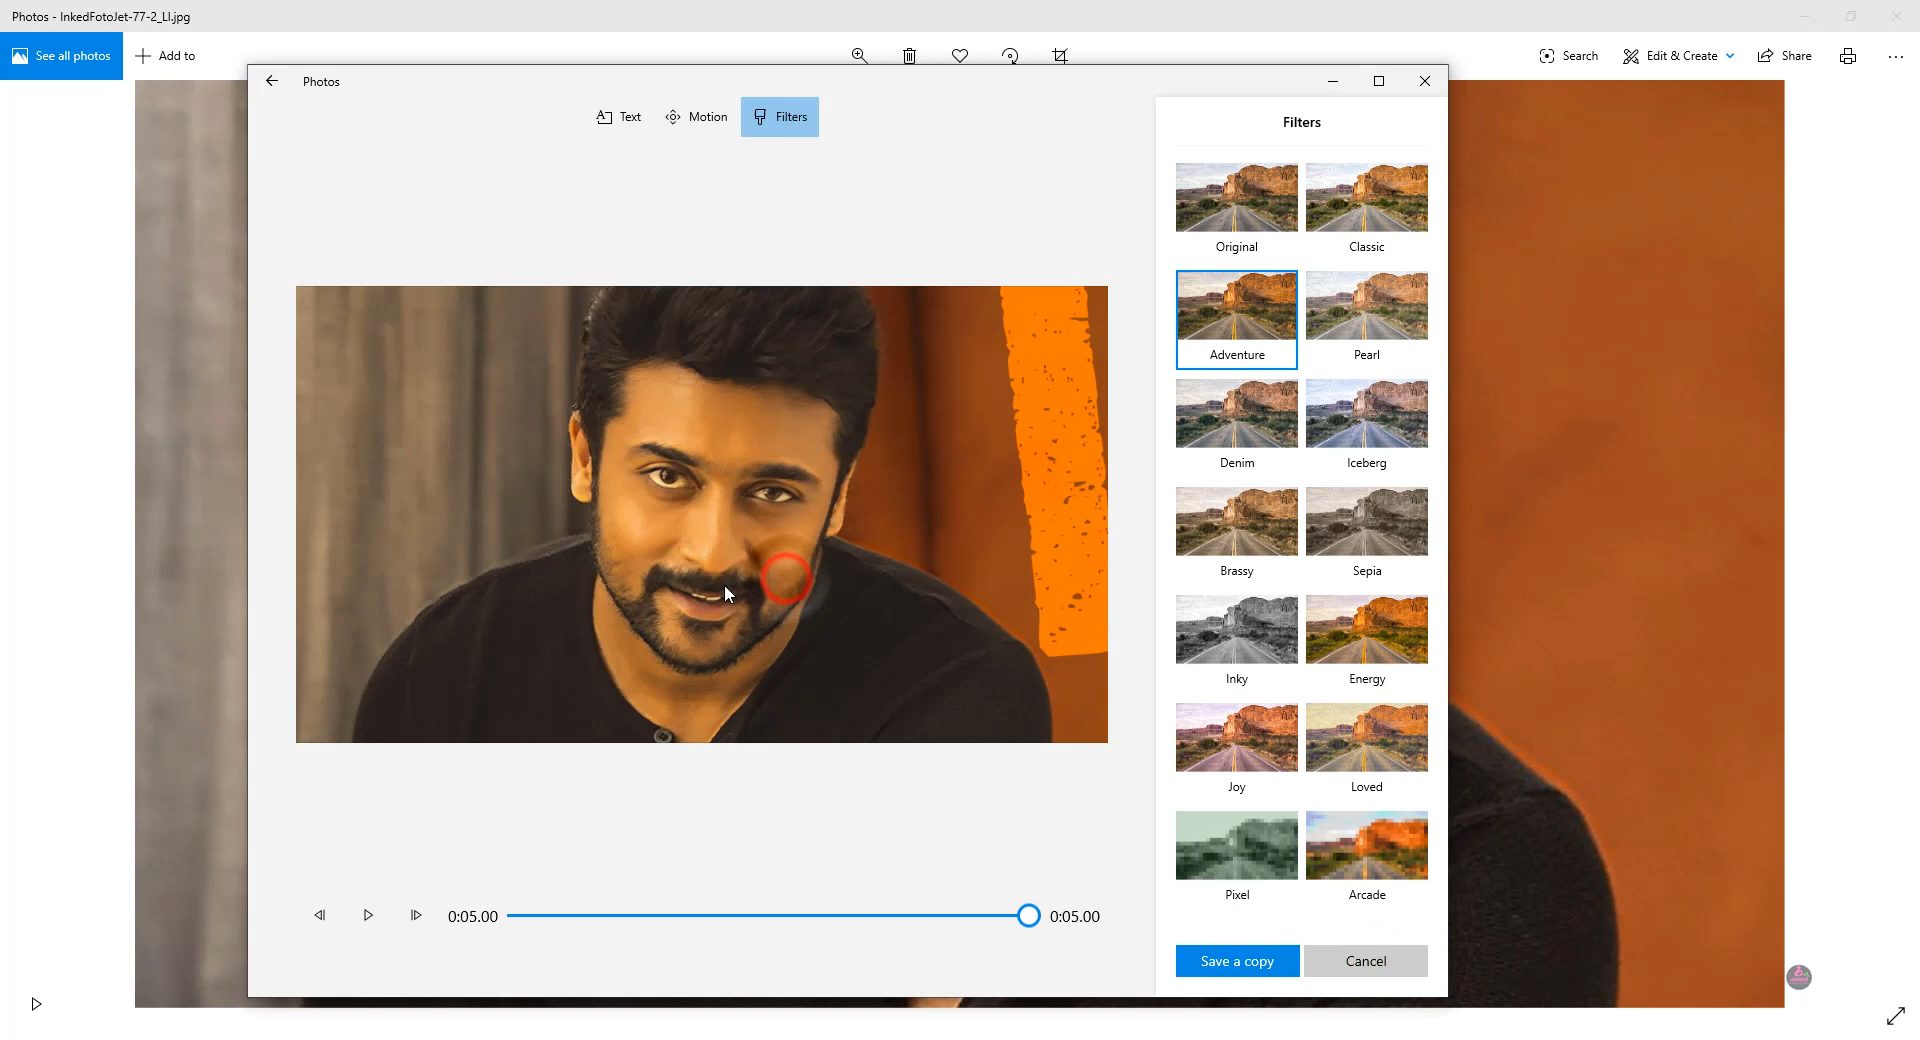 Photos - InkedFotoJet-77-2_LI.jpg
See all photos
Add to
Search
Edit & Create
Share
Photos
Text
Motion
Filters
Filters
Original
Classic
Adventure
Pearl
Denim
Iceberg
Brassy
Sepia
Inky
Energy
Joy
Loved
Pixel
Arcade
0:05.00
0:05.00
Save a copy
Cancel